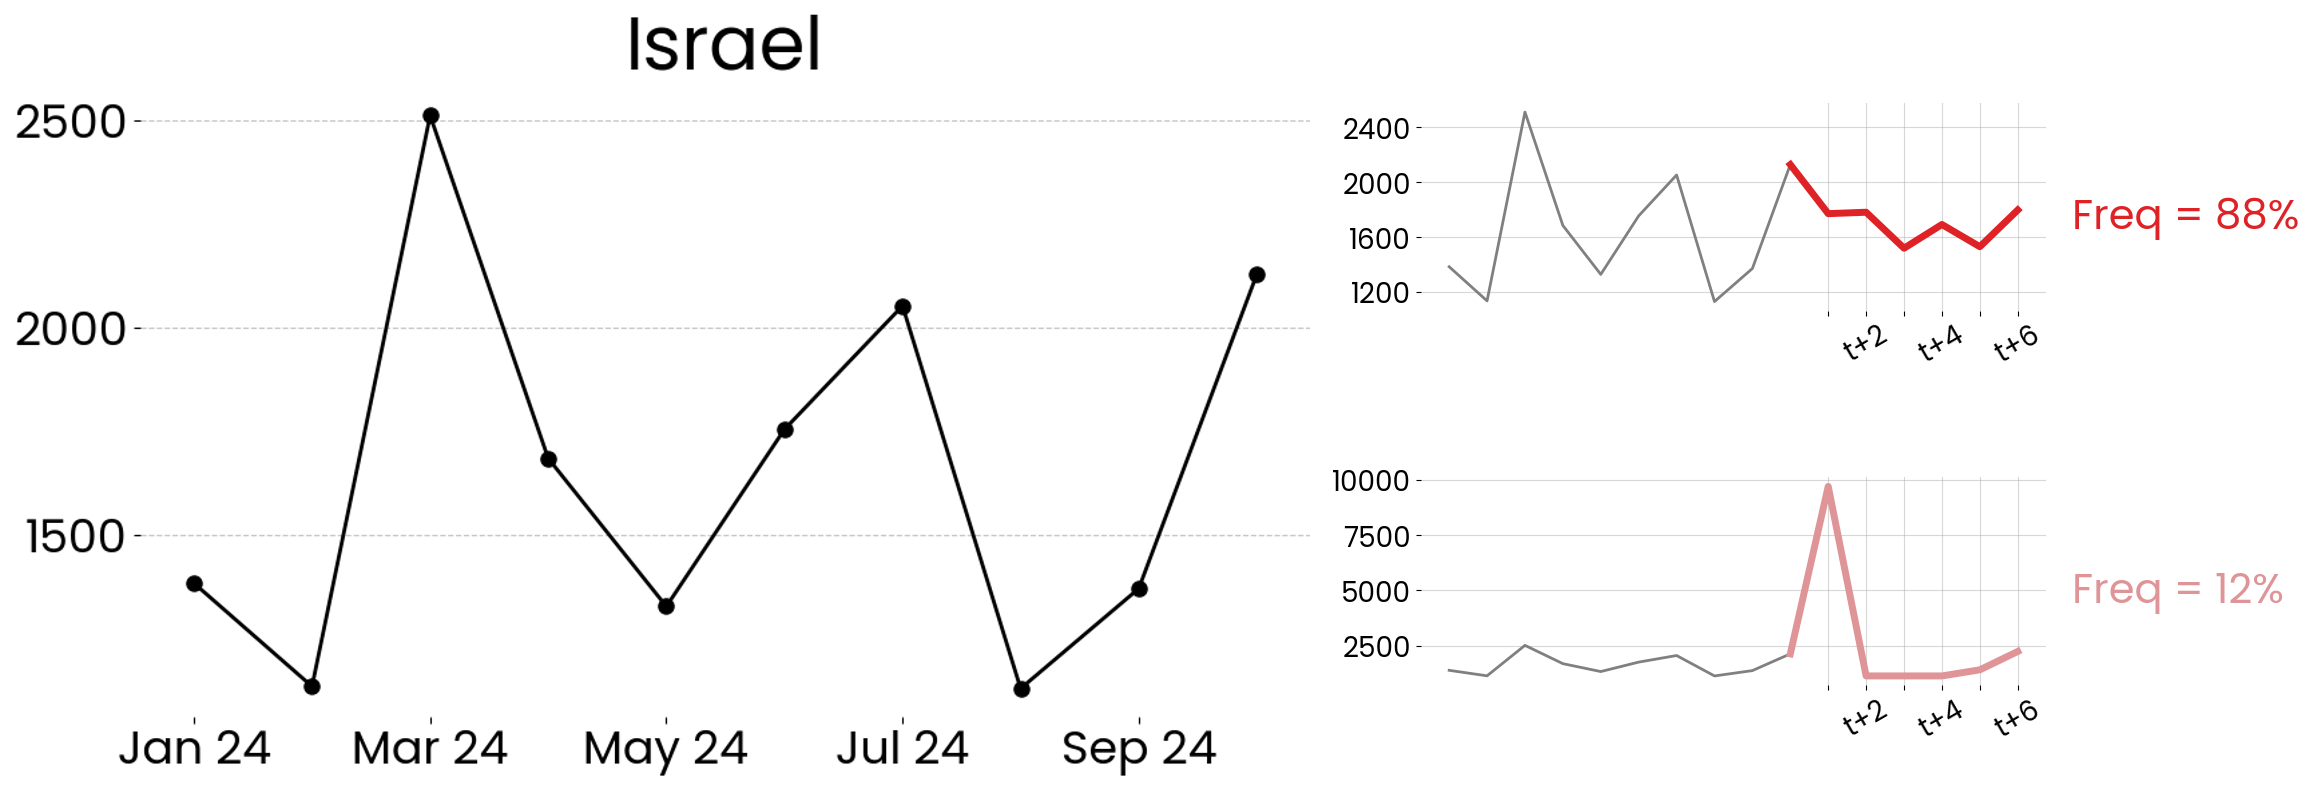 Israel
2500
2000
1500
Jan 24
Mar 24
May 24
Jul 24
Sep 24
2400
2000
1600
1200
t+2
t+4
t+6
Freq = 88%
10000
7500
5000
2500
t+2
t+4
t+6
Freq = 12%